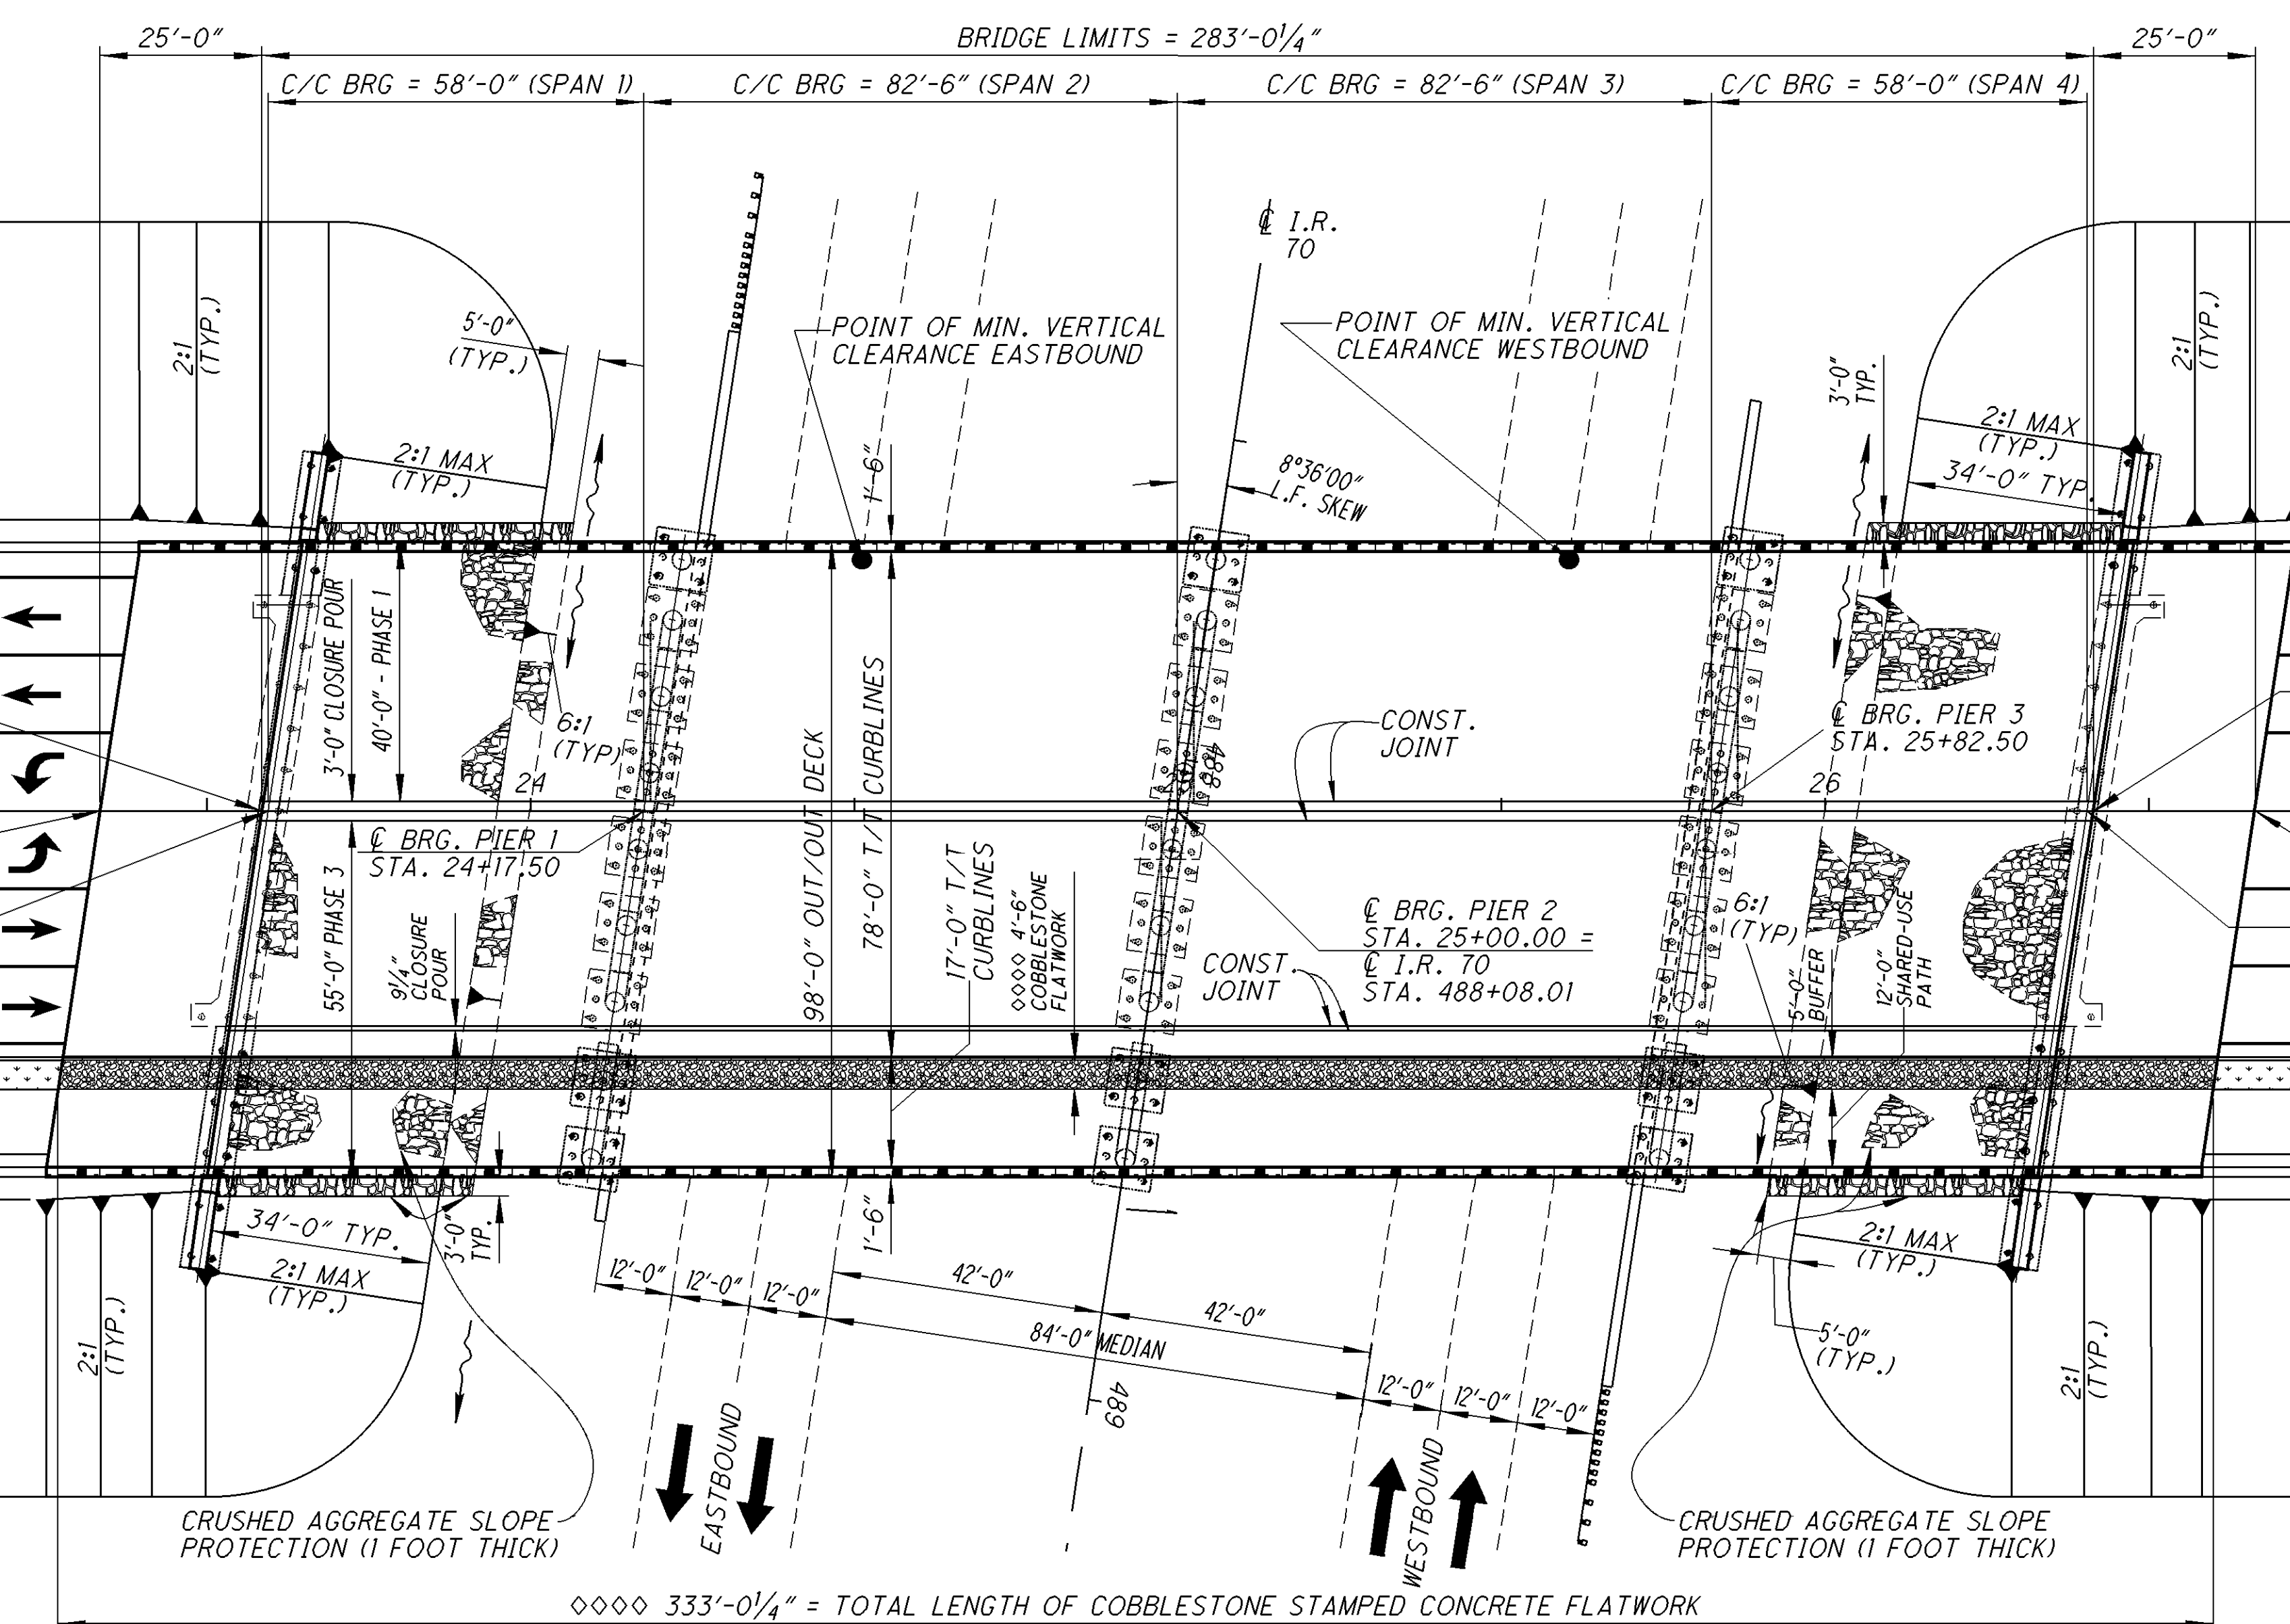 25'-0"
BRIDGE LIMITS = 283'-0 1/4"
25'-0"
C/C BRG = 58'-0" (SPAN 1)
C/C BRG = 82'-6" (SPAN 2)
C/C BRG = 82'-6" (SPAN 3)
C/C BRG = 58'-0" (SPAN 4)
℄ I.R.
70
2:1
(TYP.)
5'-0"
(TYP.)
POINT OF MIN. VERTICAL
CLEARANCE EASTBOUND
POINT OF MIN. VERTICAL
CLEARANCE WESTBOUND
3'-0"
TYP.
2:1
(TYP.)
2:1 MAX
(TYP.)
1'-6"
8°36'00"
L.F. SKEW
2:1 MAX
(TYP.)
34'-0" TYP.
3'-0" CLOSURE POUR
40'-0" - PHASE 1
6:1
(TYP)
24
98'-0" OUT/OUT DECK
78'-0" T/T CURBLINES
488
CONST.
JOINT
℄ BRG. PIER 3
STA. 25+82.50
26
℄ BRG. PIER 1
STA. 24+17.50
55'-0" PHASE 3
9 1/4"
CLOSURE
POUR
17'-0" T/T
CURBLINES
◇◇◇◇ 4'-6"
COBBLESTONE
FLATWORK
℄ BRG. PIER 2
STA. 25+00.00 =
℄ I.R. 70
STA. 488+08.01
CONST.
JOINT
6:1
(TYP)
5'-0"
BUFFER
12'-0"
SHARED-USE
PATH
34'-0" TYP.
2:1 MAX
(TYP.)
3'-0"
TYP.
1'-6"
12'-0"
12'-0"
12'-0"
42'-0"
42'-0"
84'-0" MEDIAN
12'-0"
12'-0"
12'-0"
2:1 MAX
(TYP.)
5'-0"
(TYP.)
2:1
(TYP.)
2:1
(TYP.)
489
EASTBOUND
WESTBOUND
CRUSHED AGGREGATE SLOPE
PROTECTION (1 FOOT THICK)
CRUSHED AGGREGATE SLOPE
PROTECTION (1 FOOT THICK)
◇◇◇◇ 333'-0 1/4" = TOTAL LENGTH OF COBBLESTONE STAMPED CONCRETE FLATWORK